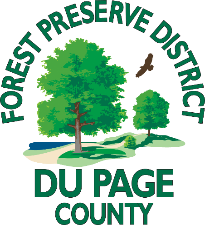 FOREST PRESERVE DISTRICT
DU PAGE
COUNTY